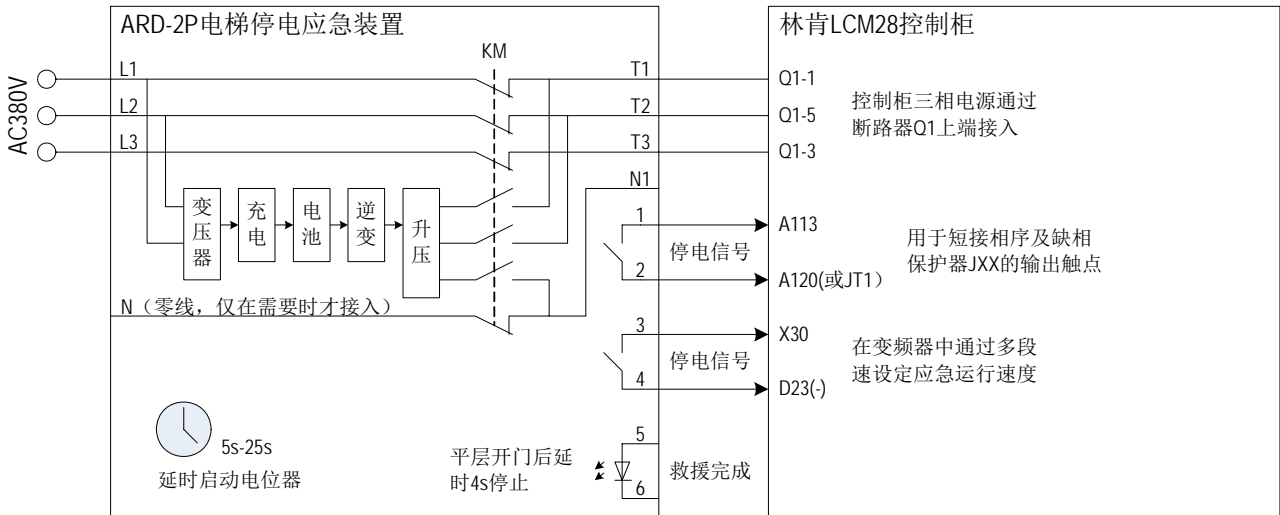 ARD-2P电梯停电应急装置
林肯LCM28控制柜
AC380V
KM
L1
T1
Q1-1
L2
T2
Q1-5
L3
T3
Q1-3
控制柜三相电源通过
断路器Q1上端接入
N1
变压器
充电
电池
逆变
升压
1
A113
停电信号
2
A120(或JT1）
用于短接相序及缺相
保护器JXX的输出触点
N（零线，仅在需要时才接入）
3
X30
停电信号
4
D23(-)
在变频器中通过多段
速设定应急运行速度
5s-25s
延时启动电位器
平层开门后延
时4s停止
5
救援完成
6